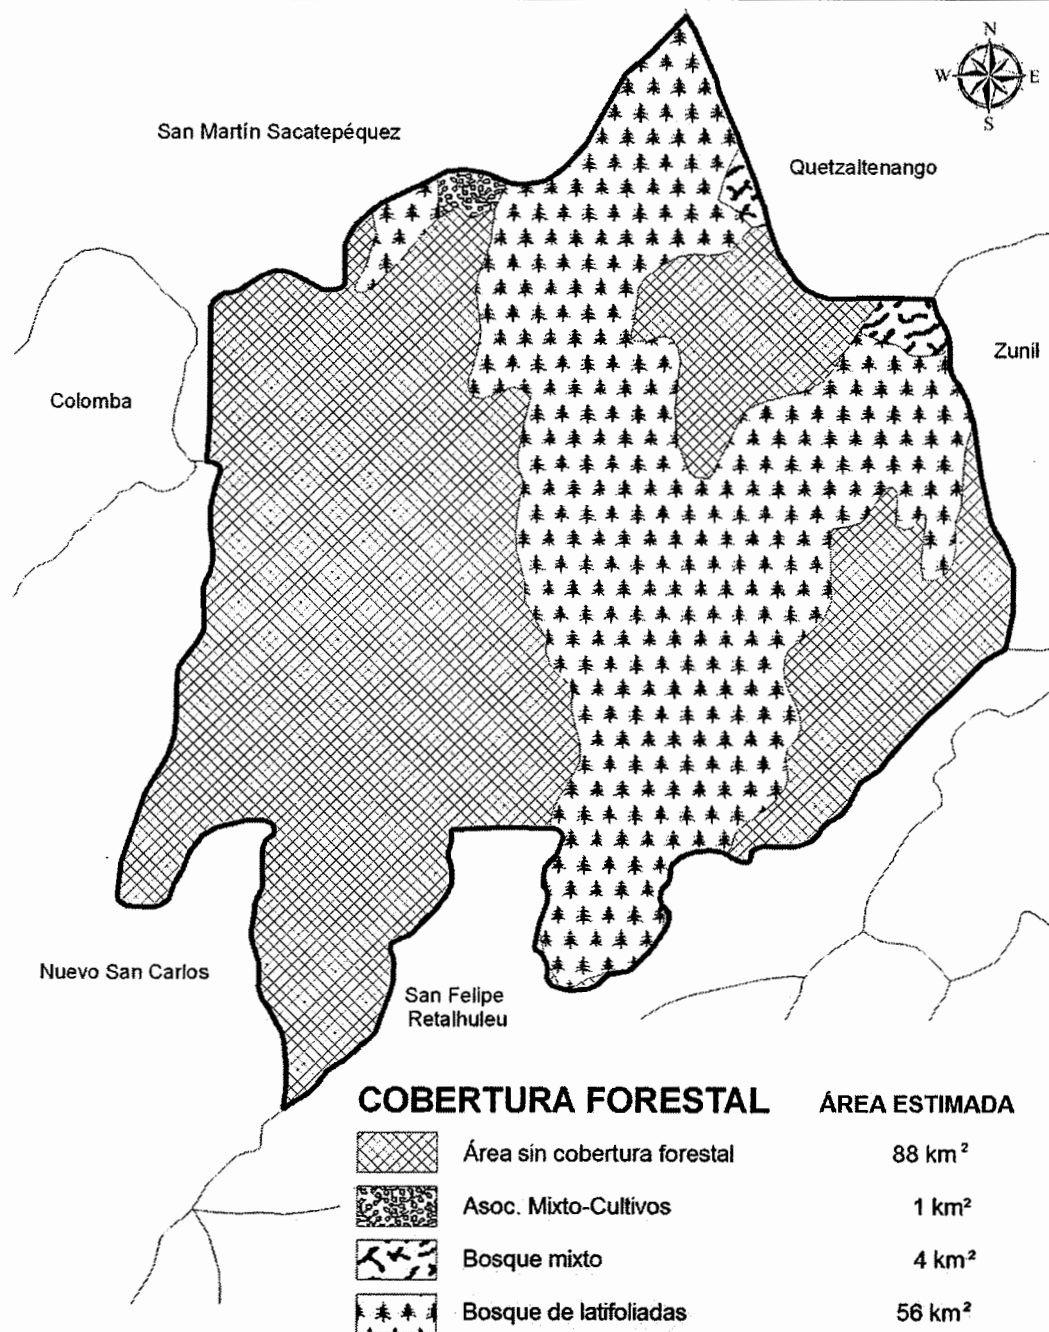 N
W E
S
San Martín Sacatepéquez
Quetzaltenango
Zunil
Colomba
Nuevo San Carlos
San Felipe
Retalhuleu
COBERTURA FORESTAL ÁREA ESTIMADA
Área sin cobertura forestal 88 km²
Asoc. Mixto-Cultivos 1 km²
Bosque mixto 4 km²
Bosque de latifoliadas 56 km²